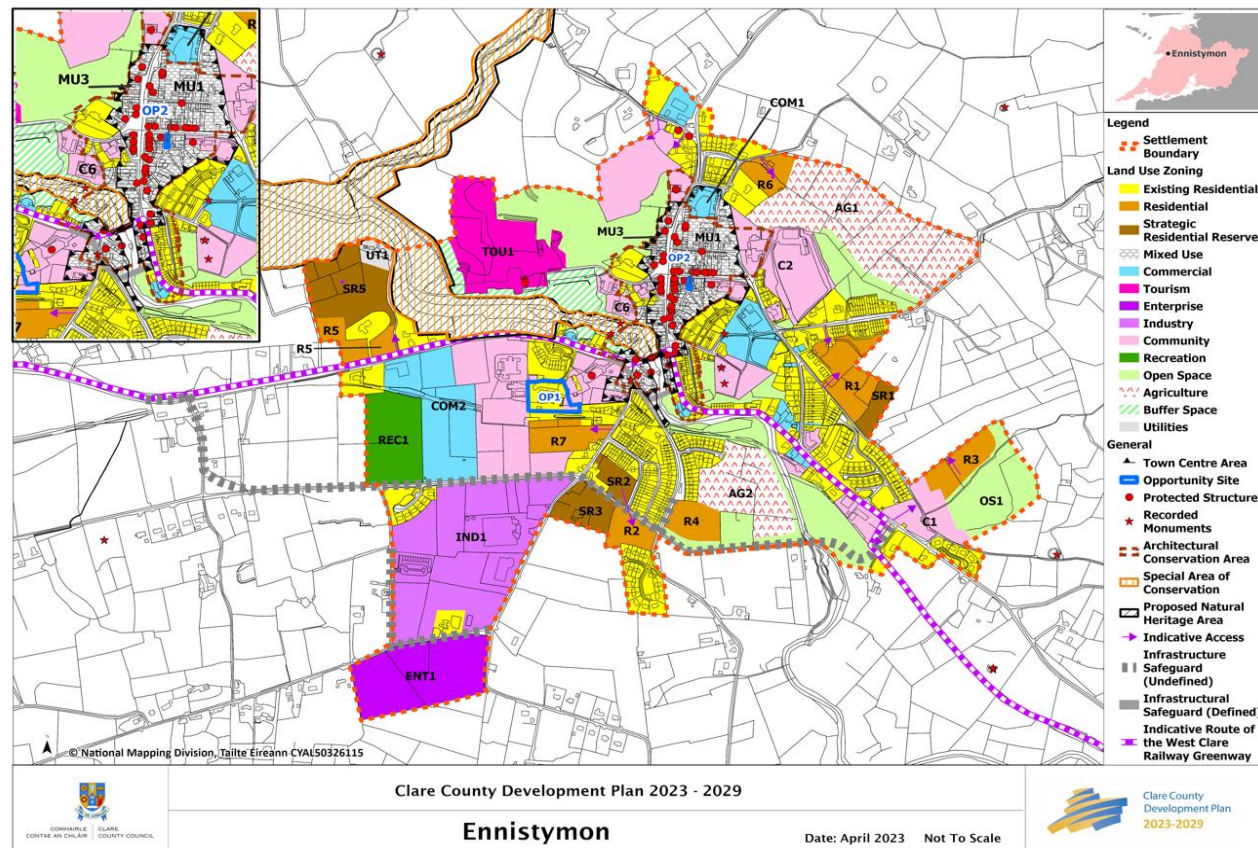 R
MU3
MU1
OP2
C6
7
COM1
R6
AG1
MU3
MU1
OP2
TOU1
C2
UT1
SR5
C6
R5
R5
R1
SR1
COM2
OP1
REC1
R7
R3
SR2
AG2
OS1
SR3
R4
C1
R2
IND1
ENT1
© National Mapping Division, Tailte Eireann CYAL50326115
Ennistymon
Legend
Settlement
Boundary
Land Use Zoning
Existing Residential
Residential
Strategic
Residential Reserve
Mixed Use
Commercial
Tourism
Enterprise
Industry
Community
Recreation
Open Space
Agriculture
Buffer Space
Utilities
General
Town Centre Area
Opportunity Site
Protected Structure
Recorded
Monuments
Architectural
Conservation Area
Special Area of
Conservation
Proposed Natural
Heritage Area
Indicative Access
Infrastructure
Safeguard
(Undefined)
Infrastructural
Safeguard (Defined)
Indicative Route of
the West Clare
Railway Greenway
COMHAIRLE CONTAE AN CHLÁIR
CLARE COUNTY COUNCIL
Clare County Development Plan 2023 - 2029
Ennistymon
Date: April 2023 Not To Scale
Clare County
Development Plan
2023-2029